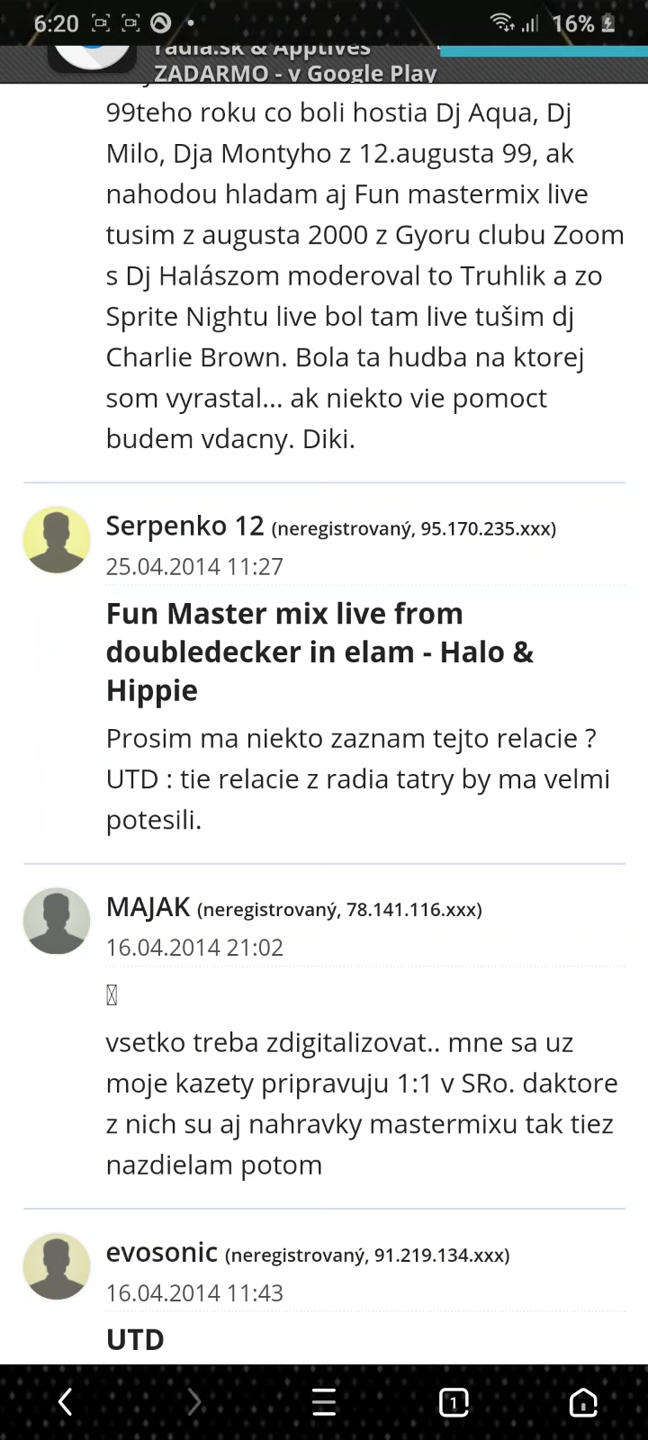 6:20
16%
radia.sk & Apptives
ZADARMO - v Google Play
99teho roku co boli hostia Dj Aqua, Dj
Milo, Dja Montyho z 12.augusta 99, ak
nahodou hladam aj Fun mastermix live
tusim z augusta 2000 z Gyoru clubu Zoom
s Dj Halászom moderoval to Truhlik a zo
Sprite Nightu live bol tam live tušim dj
Charlie Brown. Bola ta hudba na ktorej
som vyrastal... ak niekto vie pomoct
budem vdacny. Diki.
Serpenko 12 (neregistrovaný, 95.170.235.xxx)
25.04.2014 11:27
Fun Master mix live from
doubledecker in elam - Halo &
Hippie
Prosim ma niekto zaznam tejto relacie ?
UTD : tie relacie z radia tatry by ma velmi
potesili.
MAJAK (neregistrovaný, 78.141.116.xxx)
16.04.2014 21:02
vsetko treba zdigitalizovat.. mne sa uz
moje kazety pripravuju 1:1 v SRo. daktore
z nich su aj nahravky mastermixu tak tiez
nazdielam potom
evosonic (neregistrovaný, 91.219.134.xxx)
16.04.2014 11:43
UTD
1